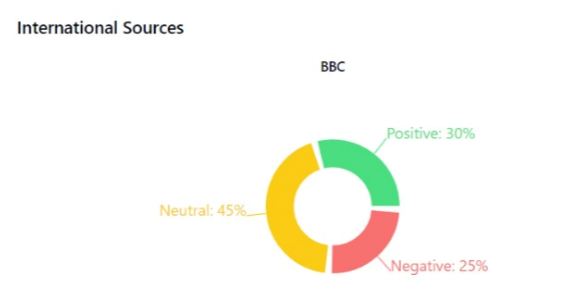 International Sources
BBC
Positive: 30%
Neutral: 45%
Negative: 25%